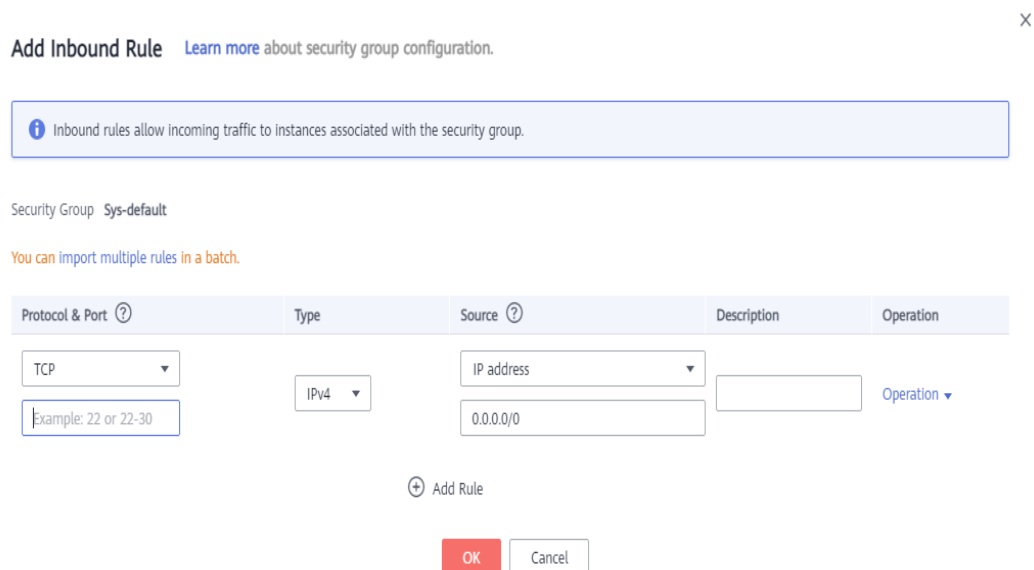 X
Add Inbound Rule Learn more about security group configuration.
Inbound rules allow incoming traffic to instances associated with the security group.
Security Group Sys-default
You can import multiple rules in a batch.
Protocol & Port Type Source Description Operation
TCP IP address
IPv4 Operation
Example: 22 or 22-30 0.0.0.0/0
Add Rule
OK Cancel